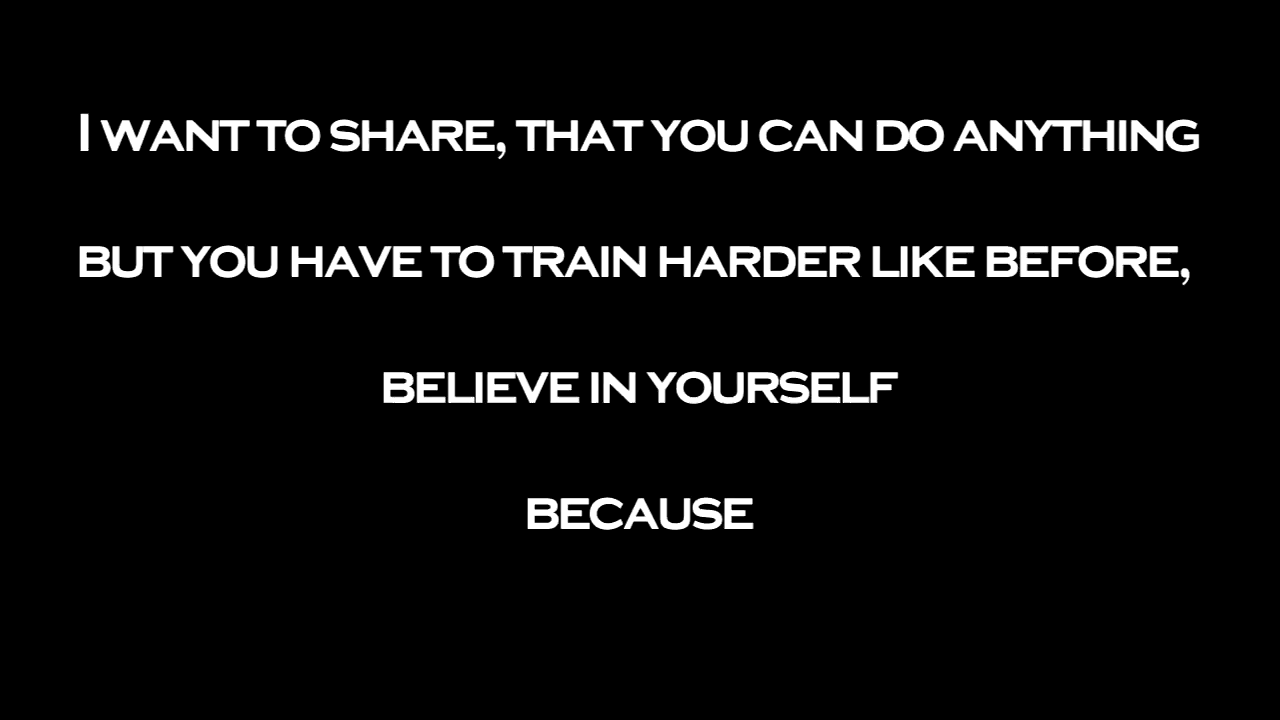 I want to share, that you can do anything
but you have to train harder like before,
believe in yourself
because